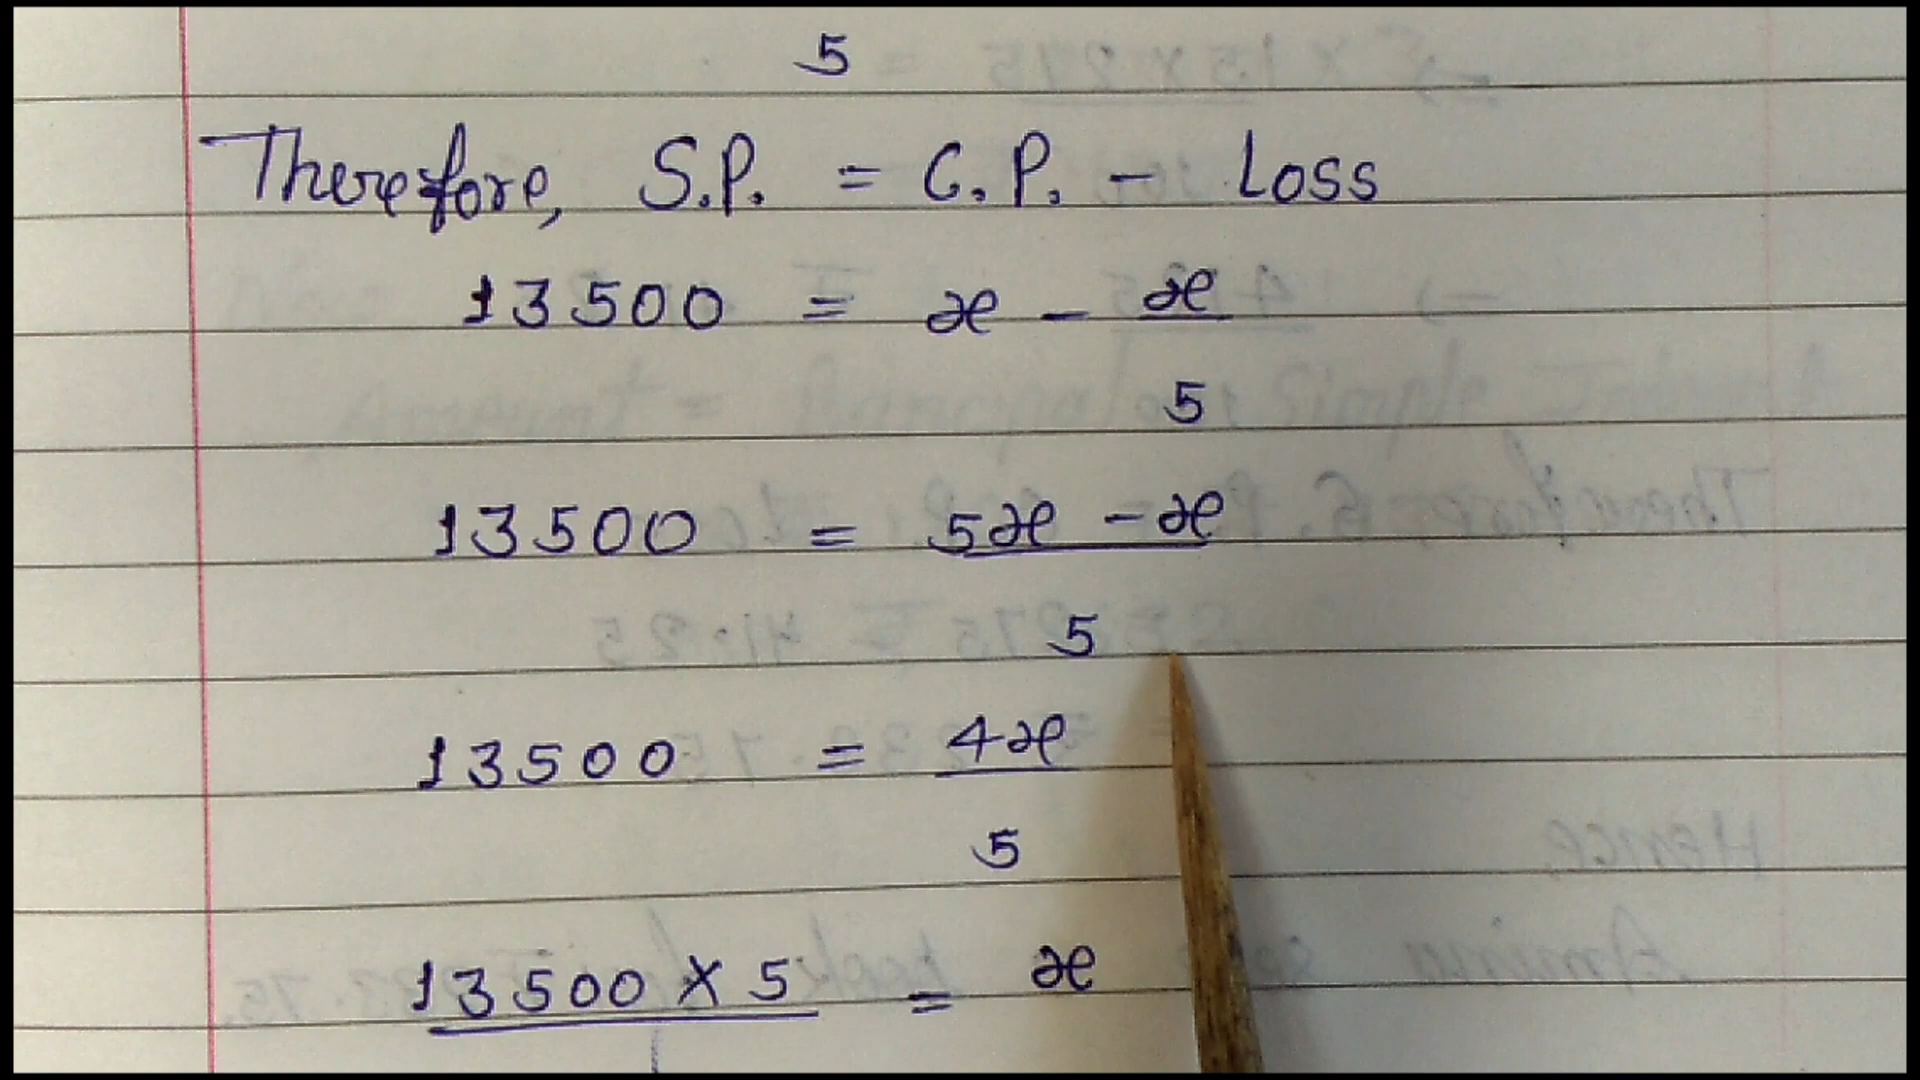 5
Therefore, S.P. = C.P. - Loss
13500 = x - x
5
13500 = 5x - x
5
13500 = 4x
5
13500 X 5 = x